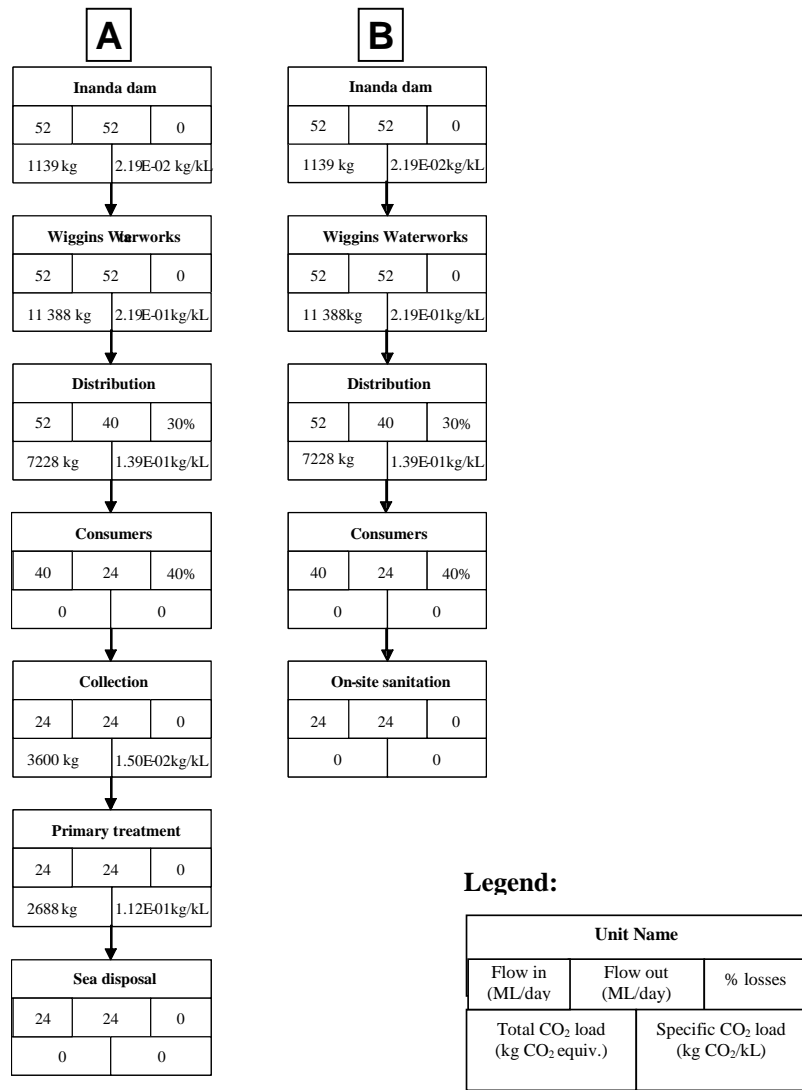 A
Inanda dam
52 52 0
1139 kg 2.19E-02 kg/kL
Wiggins Waterworks
52 52 0
11 388 kg 2.19E-01kg/kL
Distribution
52 40 30%
7228 kg 1.39E-01kg/kL
Consumers
40 24 40%
0 0
Collection
24 24 0
3600 kg 1.50E-02kg/kL
Primary treatment
24 24 0
2688 kg 1.12E-01kg/kL
Sea disposal
24 24 0
0 0
B
Inanda dam
52 52 0
1139 kg 2.19E-02kg/kL
Wiggins Waterworks
52 52 0
11 388kg 2.19E-01kg/kL
Distribution
52 40 30%
7228 kg 1.39E-01kg/kL
Consumers
40 24 40%
0 0
On-site sanitation
24 24 0
0 0
Legend:
Unit Name
Flow in Flow out % losses
(ML/day (ML/day)
Total CO₂ load Specific CO₂ load
(kg CO₂ equiv.) (kg CO₂/kL)